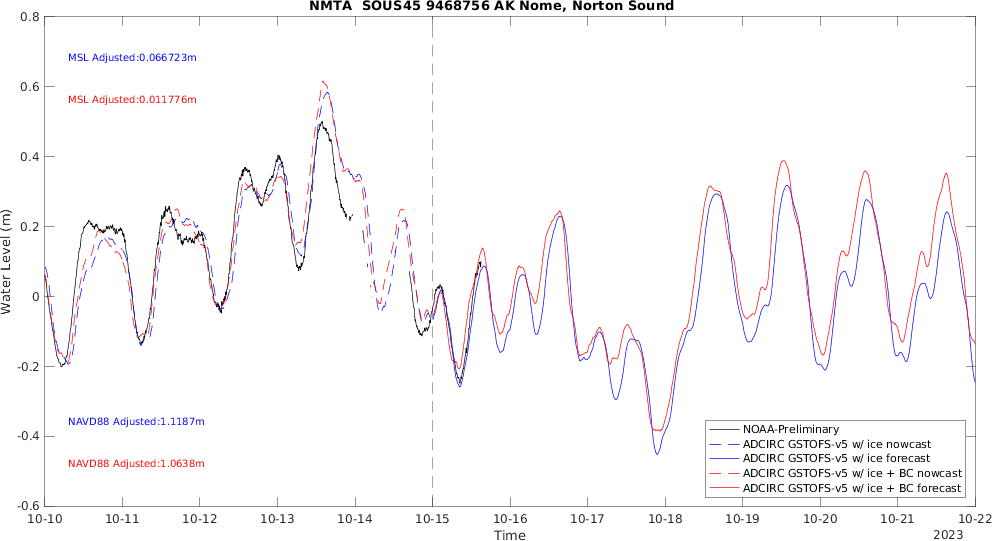 NMTA SOUS45 9468756 AK Nome, Norton Sound
0.8
0.6
0.4
0.2
0
-0.2
-0.4
-0.6
Water Level (m)
MSL Adjusted:0.066723m
MSL Adjusted:0.011776m
NAVD88 Adjusted:1.1187m
NAVD88 Adjusted:1.0638m
NOAA-Preliminary
ADCIRC GSTOFS-v5 w/ ice nowcast
ADCIRC GSTOFS-v5 w/ ice forecast
ADCIRC GSTOFS-v5 w/ ice + BC nowcast
ADCIRC GSTOFS-v5 w/ ice + BC forecast
10-10 10-11 10-12 10-13 10-14 10-15 10-16 10-17 10-18 10-19 10-20 10-21 10-22
Time
2023